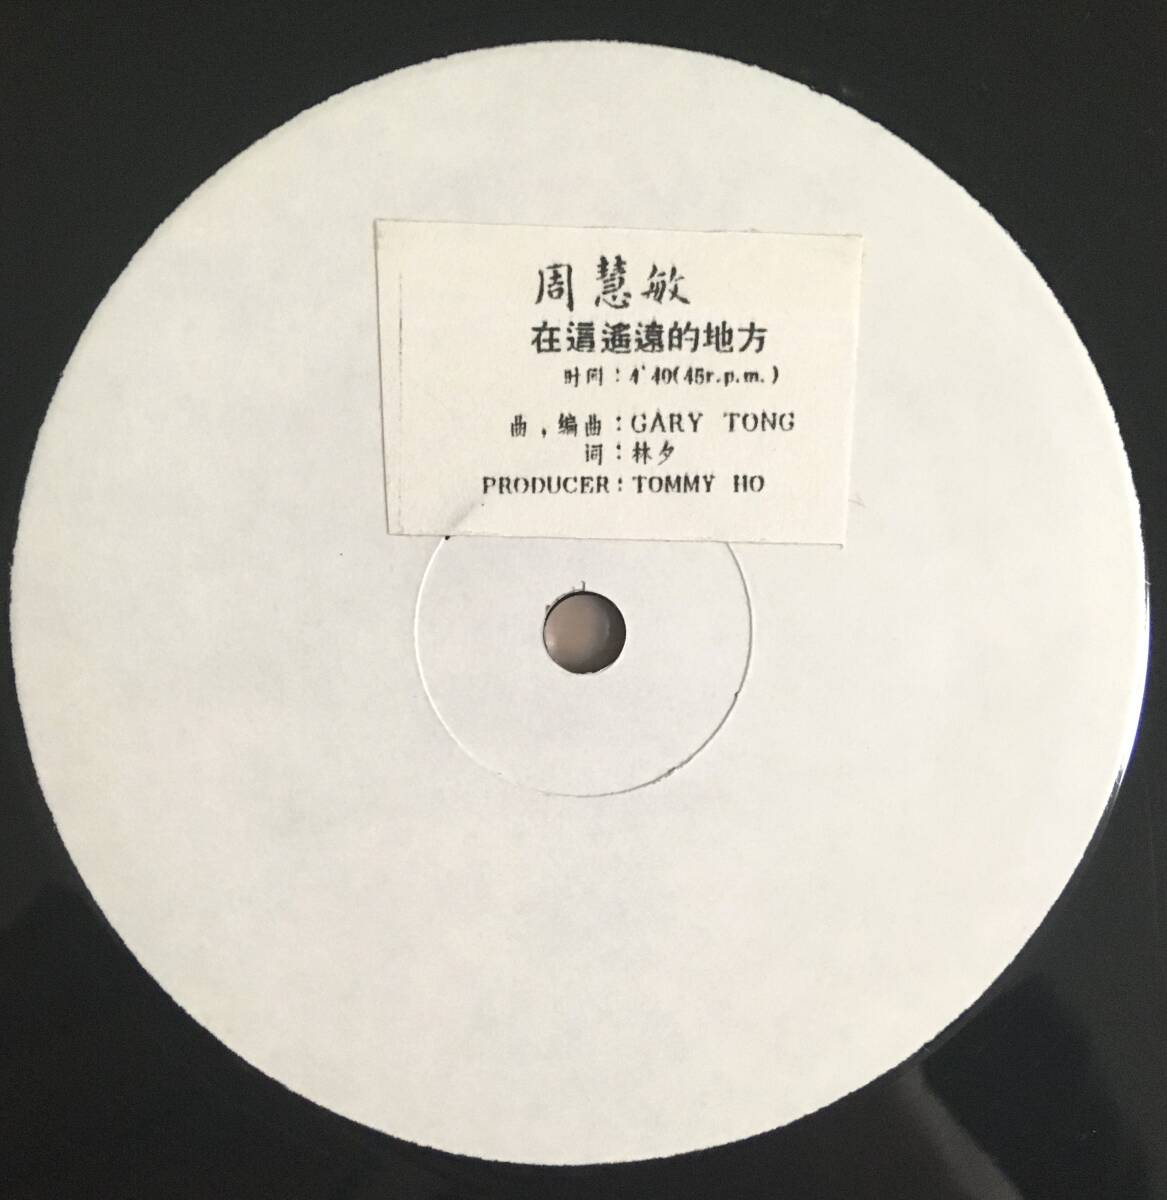 周慧敏
在這遙遠的地方
时间:4'40(45r.p.m.)
曲,编曲:GARY TONG
词:林夕
PRODUCER:TOMMY HO